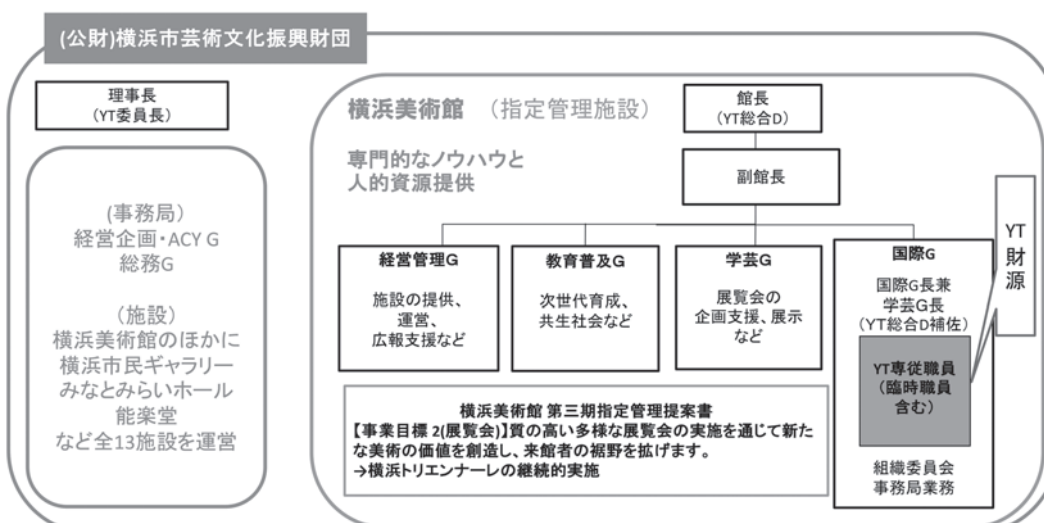 (公財)横浜市芸術文化振興財団
理事長
(YT委員長)
(事務局)
経営企画・ACY G
総務G
(施設)
横浜美術館のほかに
横浜市民ギャラリー
みなとみらいホール
能楽堂
など全13施設を運営
横浜美術館 (指定管理施設)
専門的なノウハウと
人的資源提供
館長
(YT総合D)
副館長
経営管理G
施設の提供、
運営、
広報支援など
教育普及G
次世代育成、
共生社会など
学芸G
展覧会の
企画支援、展示
など
国際G
国際G長兼
学芸G長
(YT総合D補佐)
YT専従職員
(臨時職員
含む)
組織委員会
事務局業務
YT
財
源
横浜美術館 第三期指定管理提案書
【事業目標 2(展覧会)】質の高い多様な展覧会の実施を通じて新た
な美術の価値を創造し、来館者の裾野を拡げます。
→横浜トリエンナーレの継続的実施